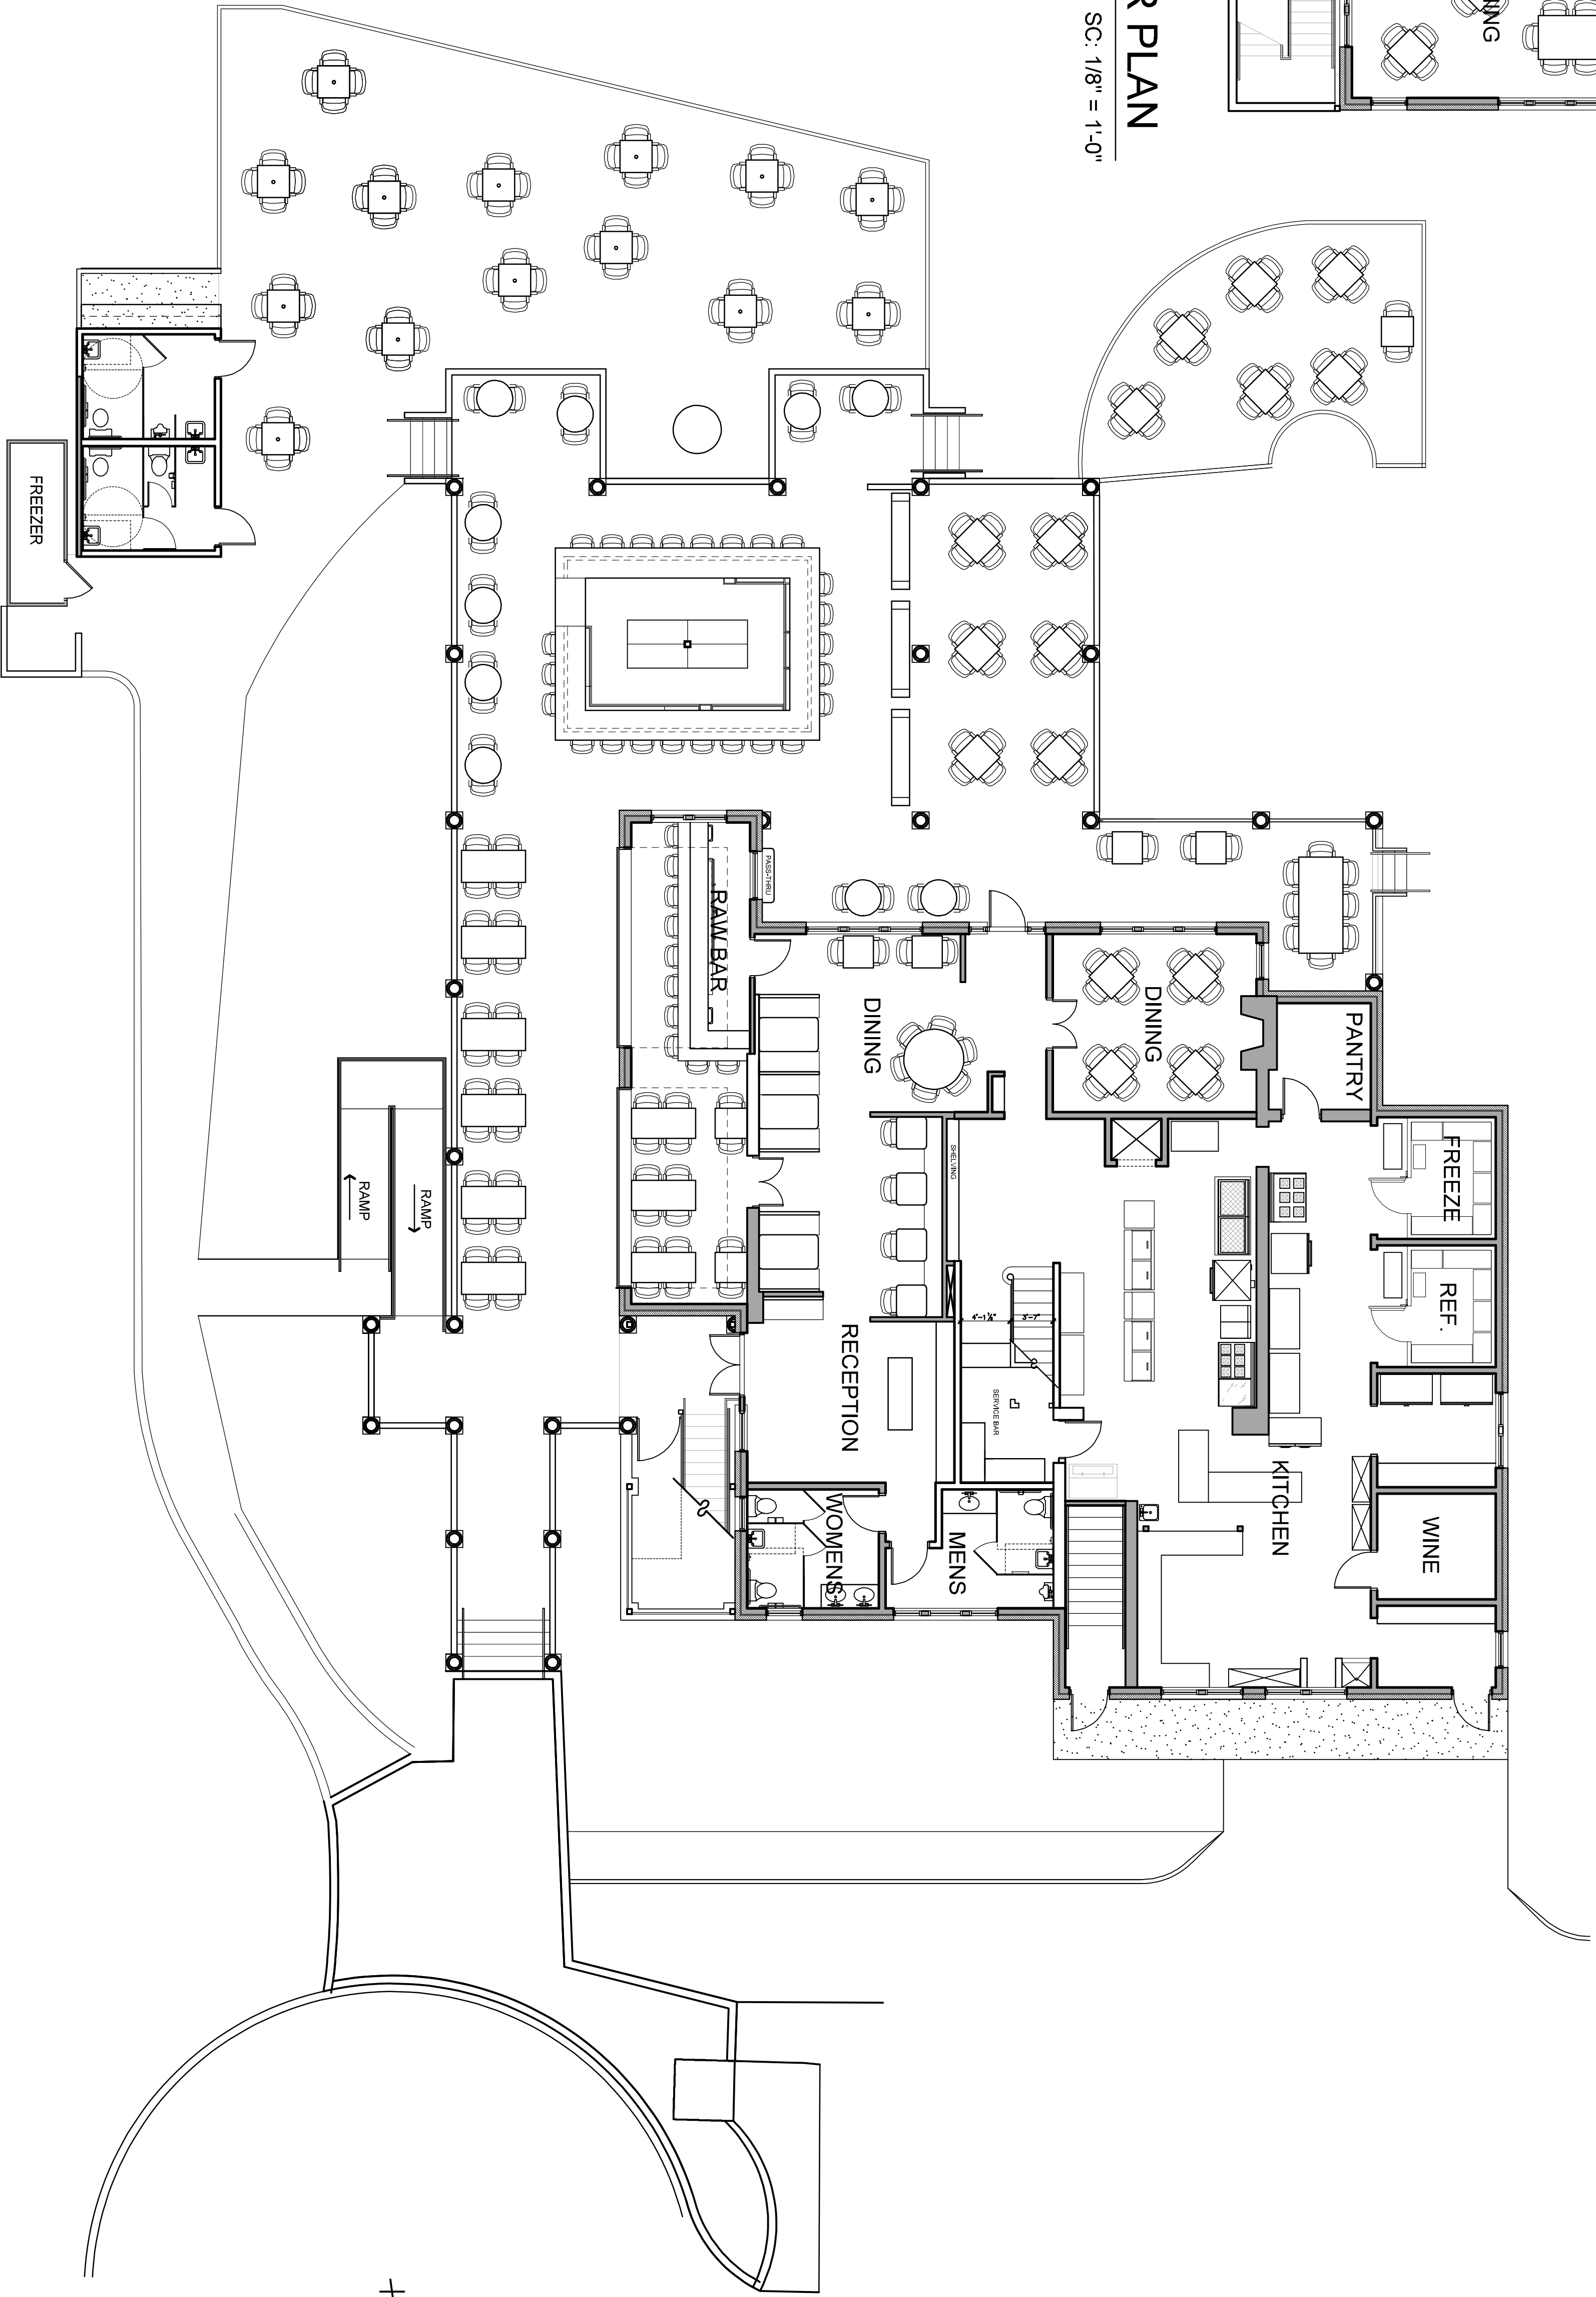 NING
R PLAN
SC: 1/8" = 1'-0"
FREEZER
PASS-THRU
RAW BAR
DINING
DINING
PANTRY
SHELVING
FREEZE
REF.
RAMP
RAMP
4'-1¼"
3'-7"
RECEPTION
SERVICE BAR
KITCHEN
WINE
WOMENS
MENS